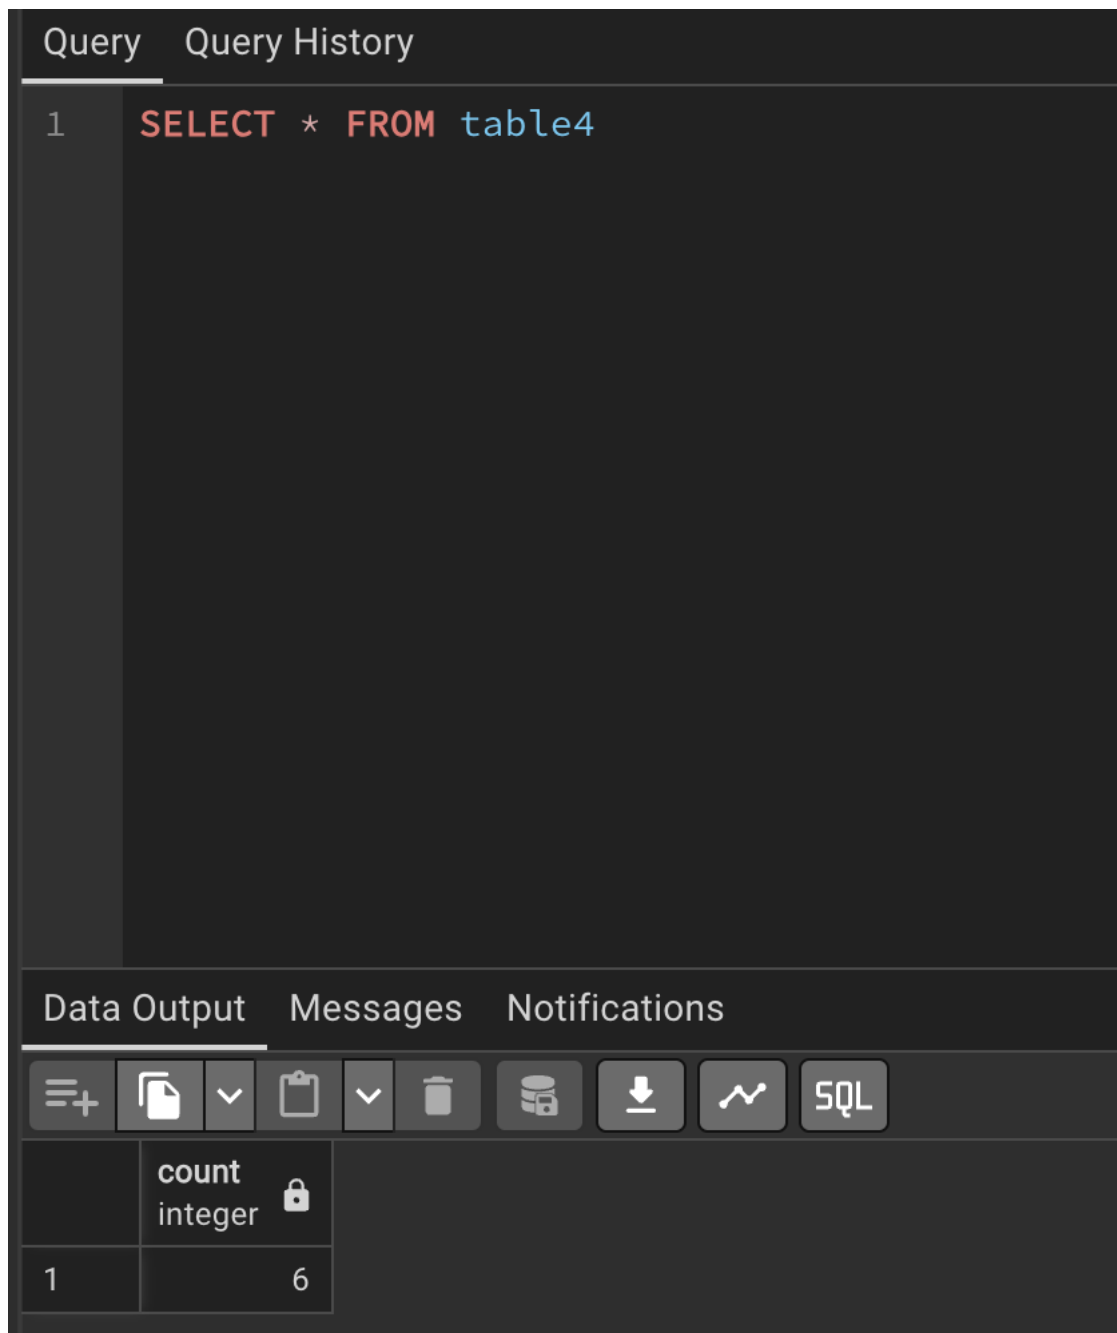 Query Query History
1 SELECT * FROM table4
Data Output Messages Notifications
SQL
count
integer
1 6